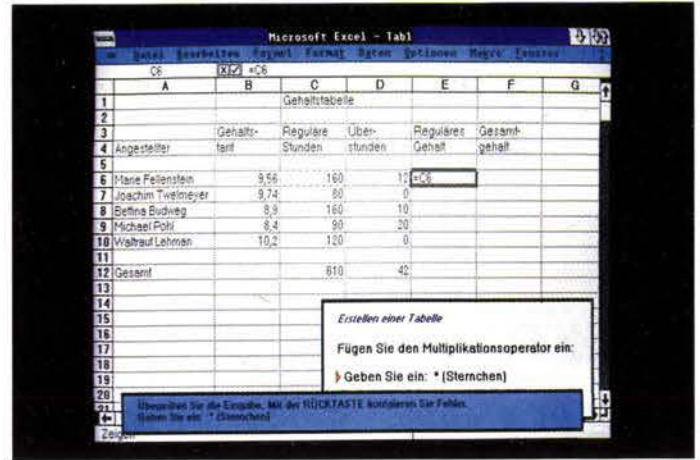 Microsoft Excel - Tab1
Datei Bearbeiten Formel Format Daten Optionen Makro Fenster
C6 =C6
A B C D E F G
1 Gehaltstabelle
2
3 Gehalts- Reguläre Über- Reguläres Gesamt-
4 Angestellter tarif Stunden stunden Gehalt gehalt
5
6 Marie Fellenstein 9,56 160 12 =C6
7 Joachim Twelmeyer 9,74 80 0
8 Bettina Budweg 8,9 160 10
9 Michael Pohl 8,4 90 20
10 Waltraut Lehman 10,2 120 0
11
12 Gesamt 610 42
13
14
15 Erstellen einer Tabelle
16
17 Fügen Sie den Multiplikationsoperator ein:
18
19 Geben Sie ein: * (Sternchen)
20
21
Überprüfen Sie die Eingabe. Mit der RÜCKTASTE korrigieren Sie Fehler.
Geben Sie ein: * (Sternchen)
Zeigen